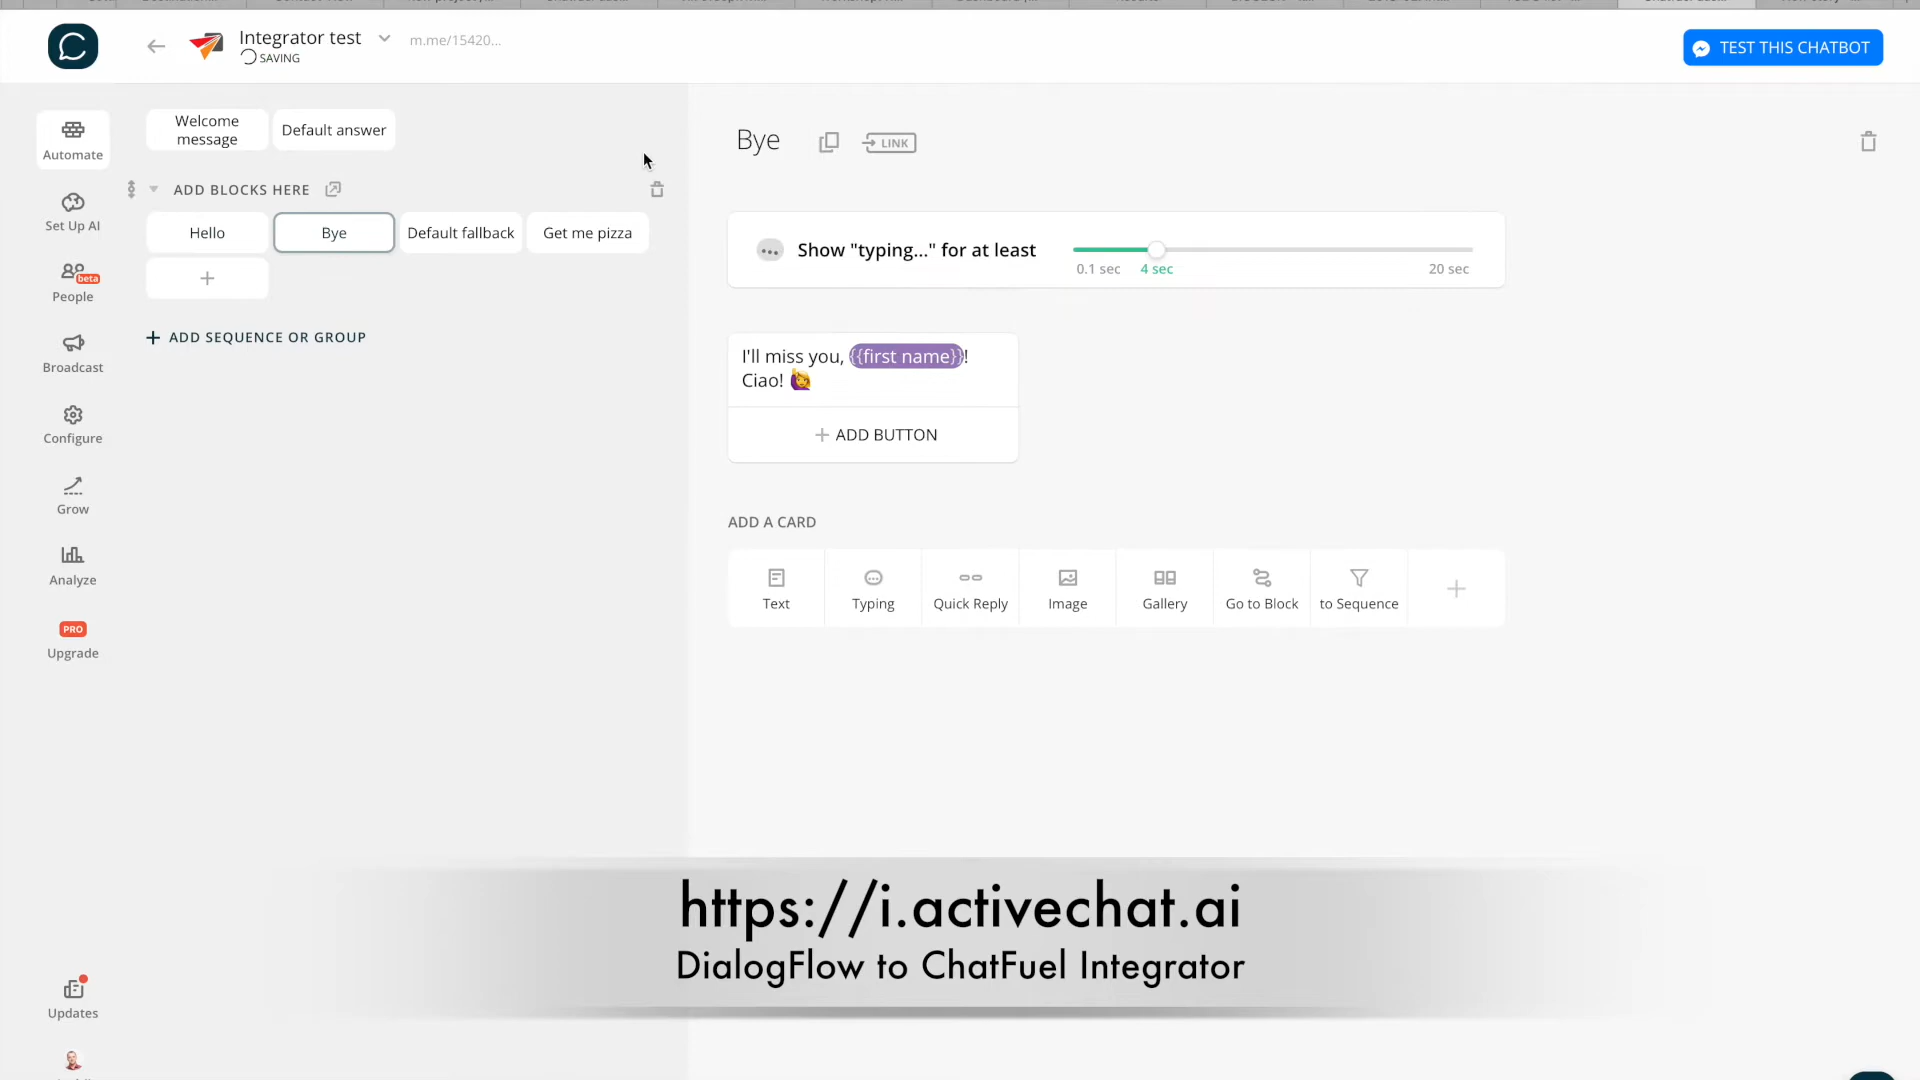 Integrator test
m.me/15420...
SAVING
TEST THIS CHATBOT
Automate
Set Up AI
beta
People
Broadcast
Configure
Grow
Analyze
PRO
Upgrade
Updates
Welcome message
Default answer
ADD BLOCKS HERE
Hello
Bye
Default fallback
Get me pizza
+
+ ADD SEQUENCE OR GROUP
Bye
LINK
Show "typing..." for at least
0.1 sec
4 sec
20 sec
I'll miss you, {{first name}}!
Ciao! 🙋
+ ADD BUTTON
ADD A CARD
Text
Typing
Quick Reply
Image
Gallery
Go to Block
to Sequence
+
https://i.activechat.ai
DialogFlow to ChatFuel Integrator